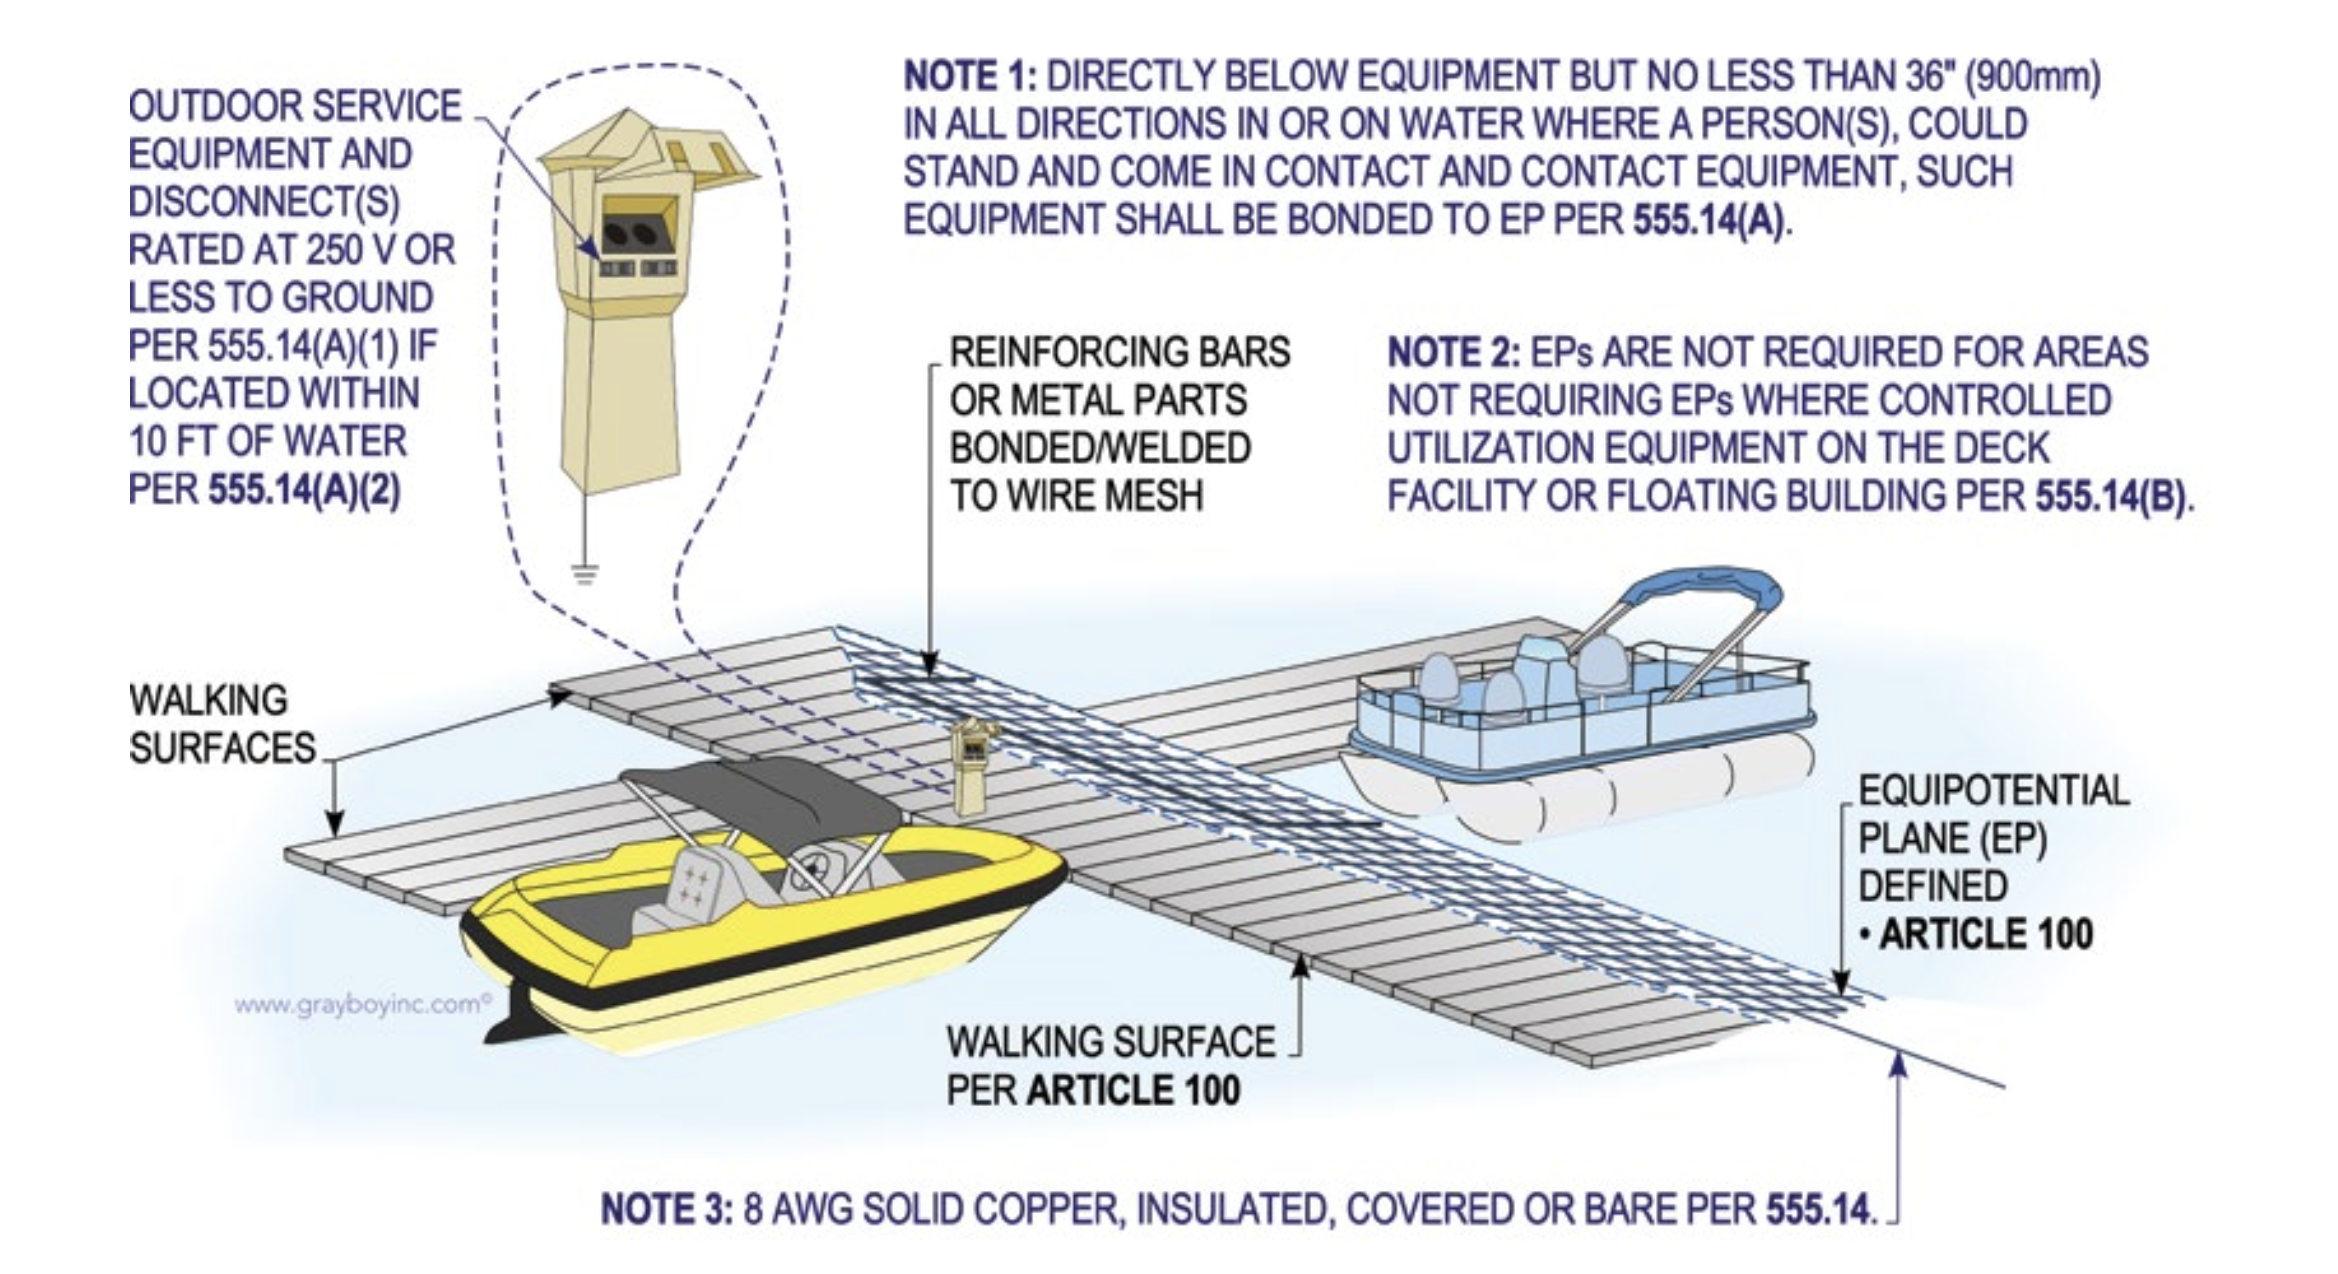 OUTDOOR SERVICE
EQUIPMENT AND
DISCONNECT(S)
RATED AT 250 V OR
LESS TO GROUND
PER 555.14(A)(1) IF
LOCATED WITHIN
10 FT OF WATER
PER 555.14(A)(2)
NOTE 1: DIRECTLY BELOW EQUIPMENT BUT NO LESS THAN 36" (900mm)
IN ALL DIRECTIONS IN OR ON WATER WHERE A PERSON(S), COULD
STAND AND COME IN CONTACT AND CONTACT EQUIPMENT, SUCH
EQUIPMENT SHALL BE BONDED TO EP PER 555.14(A).
REINFORCING BARS
OR METAL PARTS
BONDED/WELDED
TO WIRE MESH
NOTE 2: EPs ARE NOT REQUIRED FOR AREAS
NOT REQUIRING EPs WHERE CONTROLLED
UTILIZATION EQUIPMENT ON THE DECK
FACILITY OR FLOATING BUILDING PER 555.14(B).
WALKING
SURFACES
EQUIPOTENTIAL
PLANE (EP)
DEFINED
• ARTICLE 100
www.grayboyinc.com©
WALKING SURFACE
PER ARTICLE 100
NOTE 3: 8 AWG SOLID COPPER, INSULATED, COVERED OR BARE PER 555.14.